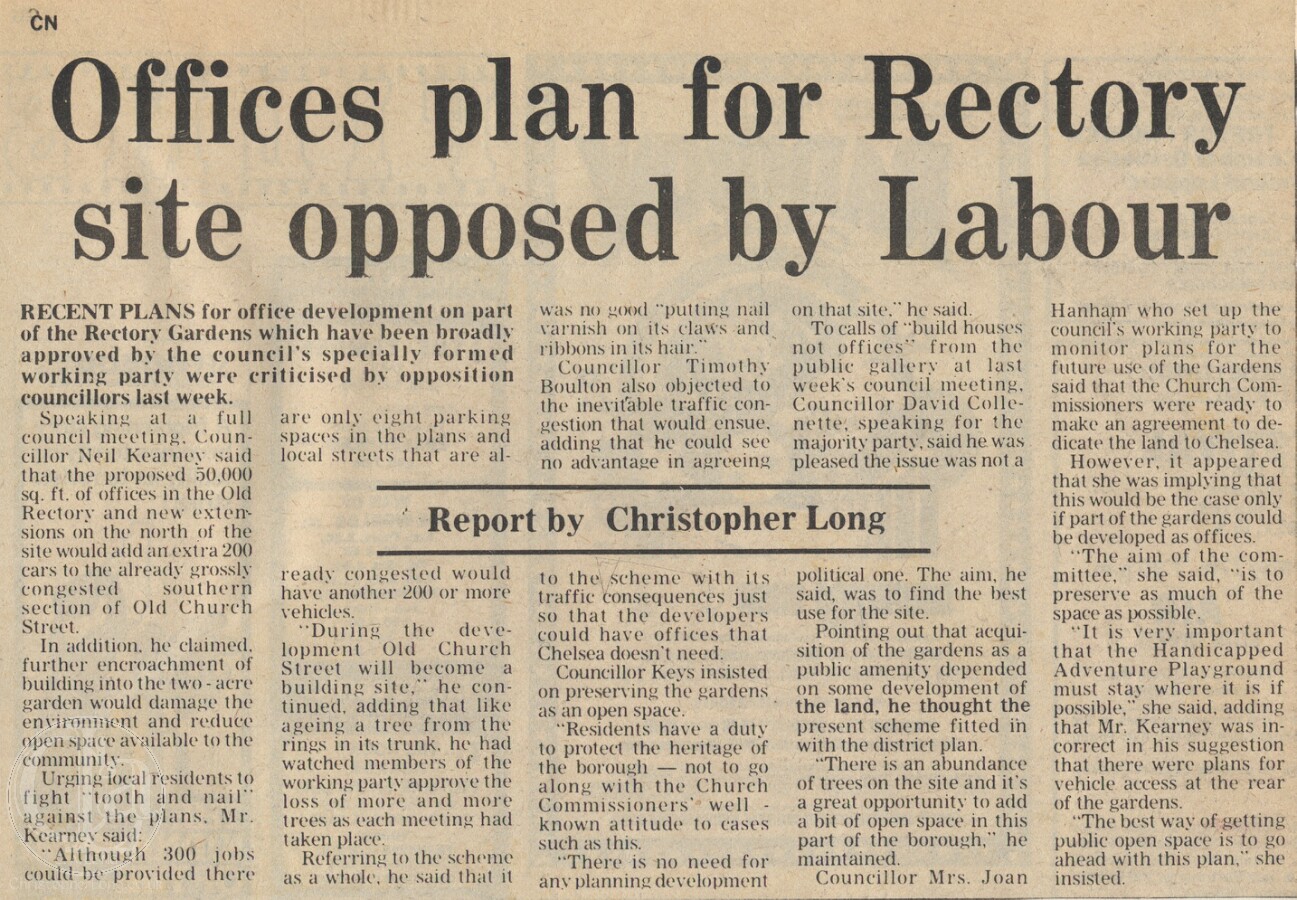 CN
Offices plan for Rectory
site opposed by Labour
RECENT PLANS for office development on part
of the Rectory Gardens which have been broadly
approved by the council's specially formed
working party were criticised by opposition
councillors last week.
Speaking at a full
council meeting, Coun-
cillor Neil Kearney said
that the proposed 50,000
sq. ft. of offices in the Old
Rectory and new exten-
sions on the north of the
site would add an extra 200
cars to the already grossly
congested southern
section of Old Church
Street.
In addition, he claimed,
further encroachment of
building into the two - acre
garden would damage the
environment and reduce
open space available to the
community.
Urging local residents to
fight "tooth and nail"
against the plans, Mr.
Kearney said:
"Although 300 jobs
could be provided there
are only eight parking
spaces in the plans and
local streets that are al-
Report by Christopher Long
ready congested would
have another 200 or more
vehicles.
"During the deve-
lopment Old Church
Street will become a
building site," he con-
tinued, adding that like
ageing a tree from the
rings in its trunk, he had
watched members of the
working party approve the
loss of more and more
trees as each meeting had
taken place.
Referring to the scheme
as a whole, he said that it
was no good "putting nail
varnish on its claws and
ribbons in its hair."
Councillor Timothy
Boulton also objected to
the inevitable traffic con-
gestion that would ensue,
adding that he could see
no advantage in agreeing
to the scheme with its
traffic consequences just
so that the developers
could have offices that
Chelsea doesn't need.
Councillor Keys insisted
on preserving the gardens
as an open space.
"Residents have a duty
to protect the heritage of
the borough — not to go
along with the Church
Commissioners' well -
known attitude to cases
such as this.
"There is no need for
any planning development
on that site," he said.
To calls of "build houses
not offices" from the
public gallery at last
week's council meeting,
Councillor David Colle-
nette, speaking for the
majority party, said he was
pleased the issue was not a
political one. The aim, he
said, was to find the best
use for the site.
Pointing out that acqui-
sition of the gardens as a
public amenity depended
on some development of
the land, he thought the
present scheme fitted in
with the district plan.
"There is an abundance
of trees on the site and it's
a great opportunity to add
a bit of open space in this
part of the borough," he
maintained.
Councillor Mrs. Joan
Hanham who set up the
council's working party to
monitor plans for the
future use of the Gardens
said that the Church Com-
missioners were ready to
make an agreement to de-
dicate the land to Chelsea.
However, it appeared
that she was implying that
this would be the case only
if part of the gardens could
be developed as offices.
"The aim of the com-
mittee," she said, "is to
preserve as much of the
space as possible.
"It is very important
that the Handicapped
Adventure Playground
must stay where it is if
possible," she said, adding
that Mr. Kearney was in-
correct in his suggestion
that there were plans for
vehicle access at the rear
of the gardens.
"The best way of getting
public open space is to go
ahead with this plan," she
insisted.